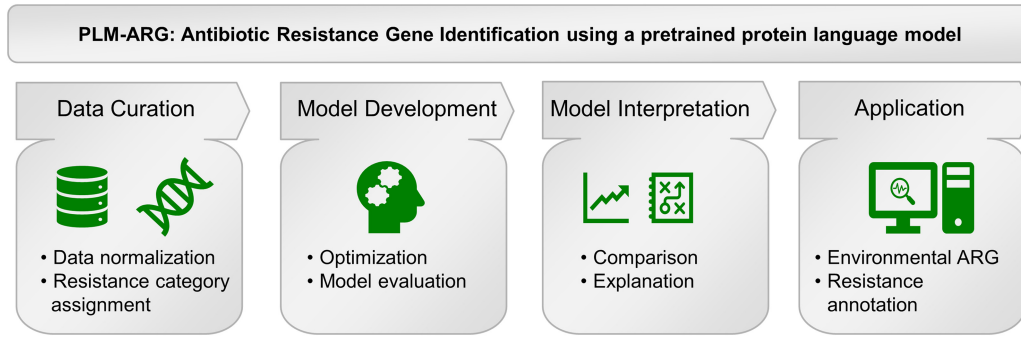 PLM-ARG: Antibiotic Resistance Gene Identification using a pretrained protein language model
Data Curation
• Data normalization
• Resistance category
assignment
Model Development
• Optimization
• Model evaluation
Model Interpretation
• Comparison
• Explanation
Application
• Environmental ARG
• Resistance
annotation